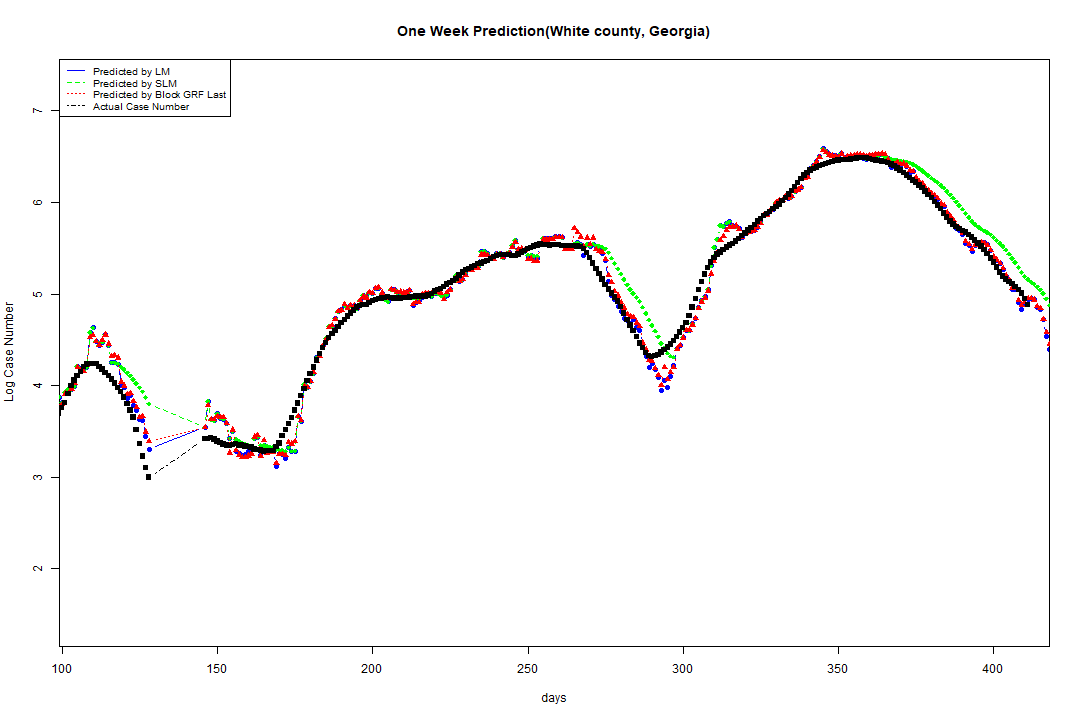 One Week Prediction(White county, Georgia)
Predicted by LM
Predicted by SLM
Predicted by Block GRF Last
Actual Case Number
7
6
5
4
3
2
Log Case Number
100 150 200 250 300 350 400
days